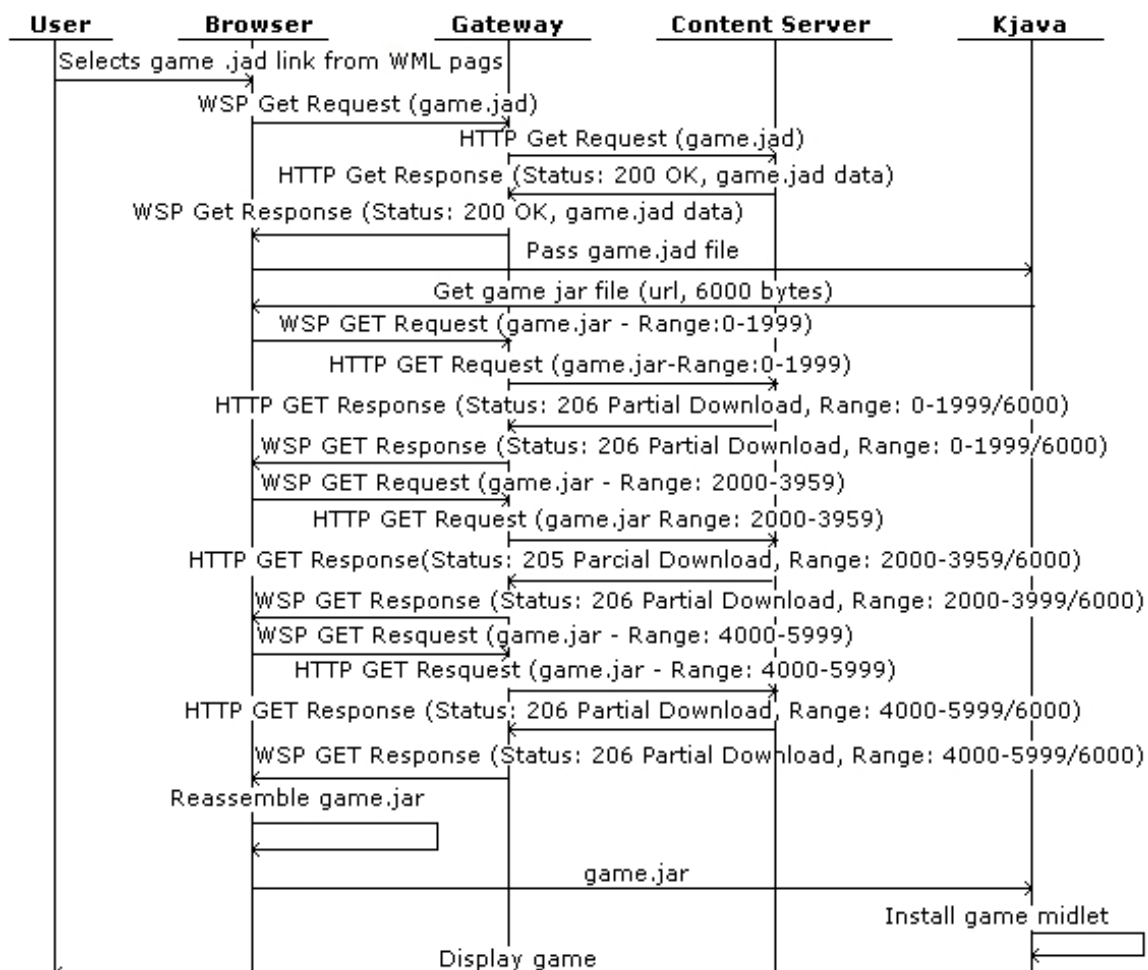 User Browser Gateway Content Server Kjava
Selects game .jad link from WML pags
WSP Get Request (game.jad)
HTTP Get Request (game.jad)
HTTP Get Response (Status: 200 OK, game.jad data)
WSP Get Response (Status: 200 OK, game.jad data)
Pass game.jad file
Get game jar file (url, 6000 bytes)
WSP GET Request (game.jar - Range:0-1999)
HTTP GET Request (game.jar-Range:0-1999)
HTTP GET Response (Status: 206 Partial Download, Range: 0-1999/6000)
WSP GET Response (Status: 206 Partial Download, Range: 0-1999/6000)
WSP GET Request (game.jar - Range: 2000-3959)
HTTP GET Request (game.jar Range: 2000-3959)
HTTP GET Response(Status: 205 Parcial Download, Range: 2000-3959/6000)
WSP GET Response (Status: 206 Partial Download, Range: 2000-3999/6000)
WSP GET Resquest (game.jar - Range: 4000-5999)
HTTP GET Resquest (game.jar - Range: 4000-5999)
HTTP GET Response (Status: 206 Partial Download, Range: 4000-5999/6000)
WSP GET Response (Status: 206 Partial Download, Range: 4000-5999/6000)
Reassemble game.jar
game.jar
Install game midlet
Display game